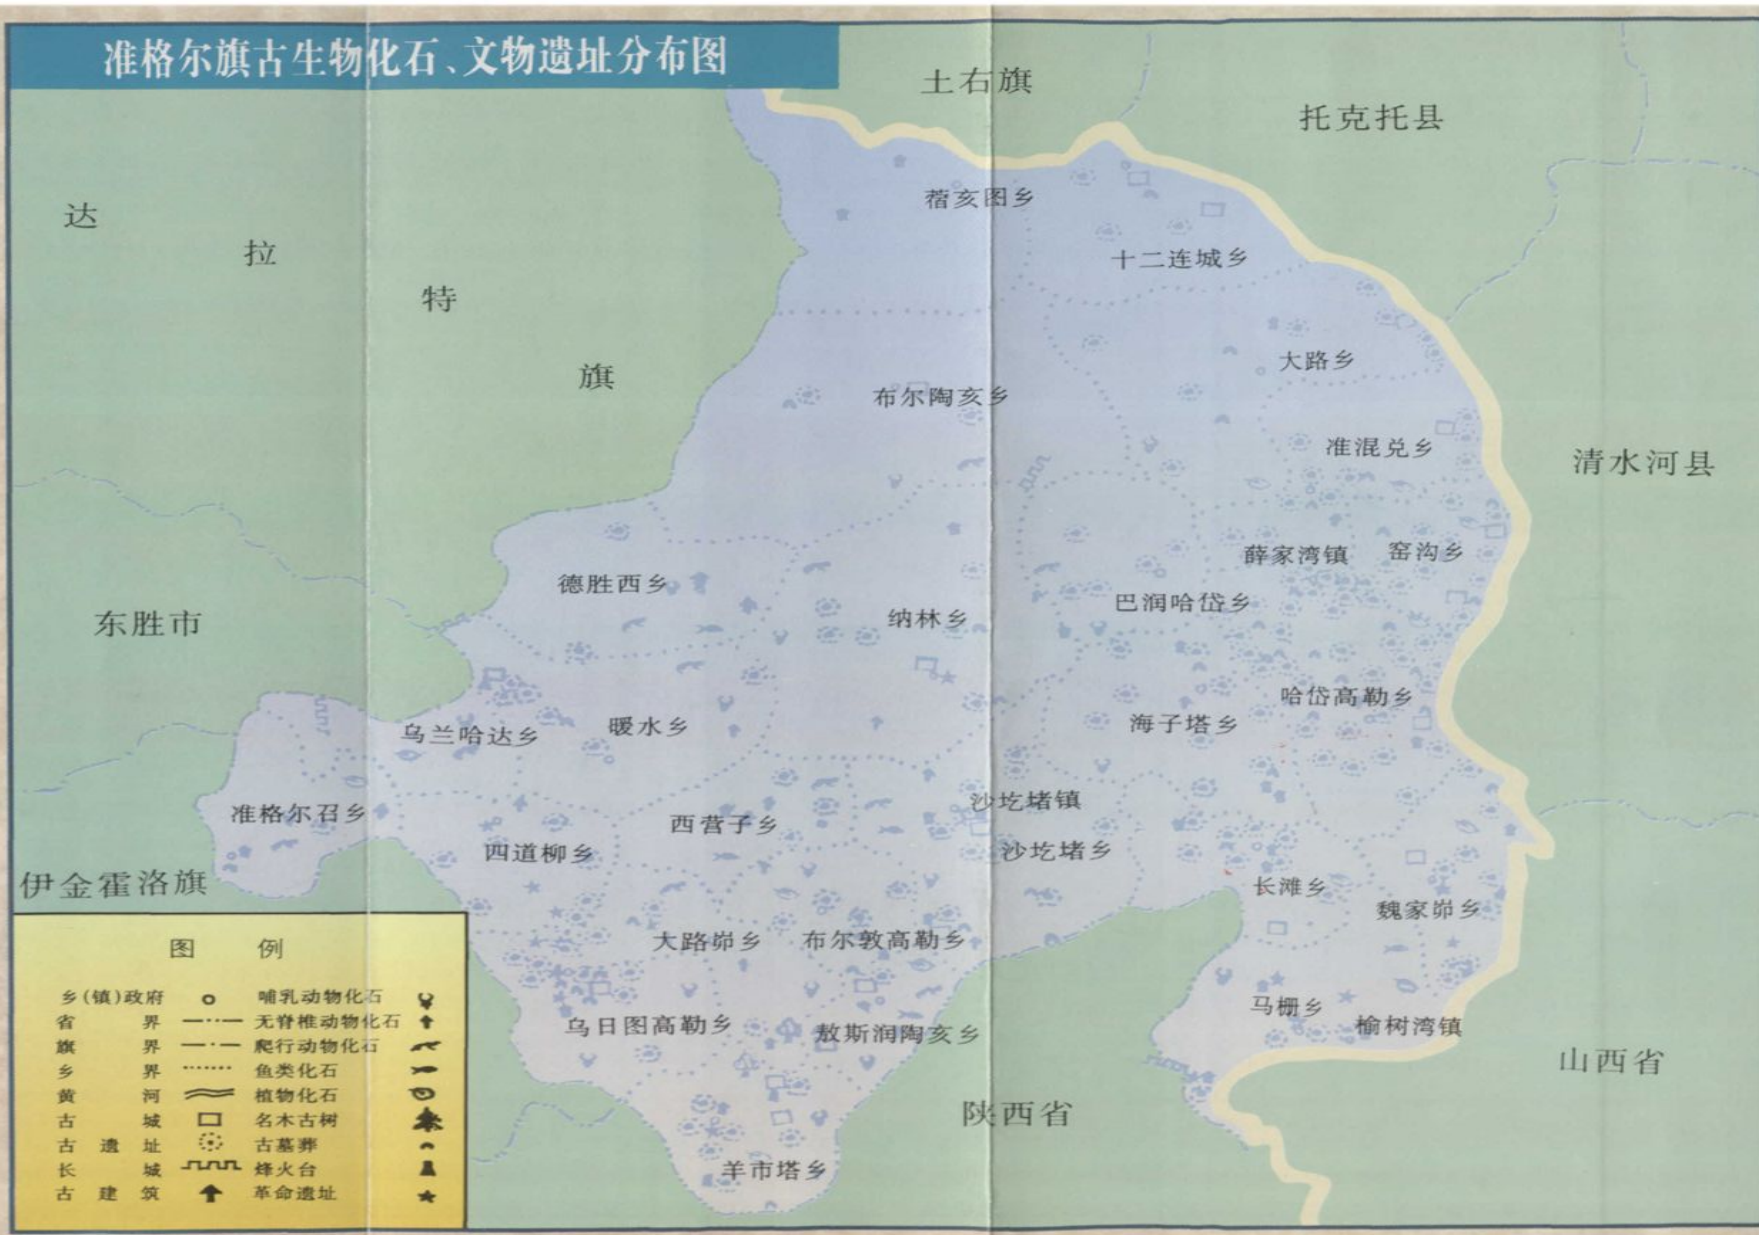 准格尔旗古生物化石、文物遗址分布图
土右旗
托克托县
达
拉
特
旗
十二连城乡
大路乡
布尔陶亥乡
准混兑乡
清水河县
薛家湾镇
窑沟乡
德胜西乡
巴润哈岱乡
纳林乡
东胜市
哈岱高勒乡
海子塔乡
暖水乡
乌兰哈达乡
沙圪堵镇
准格尔召乡
西营子乡
四道柳乡
沙圪堵乡
伊金霍洛旗
长滩乡
魏家峁乡
大路峁乡
布尔敦高勒乡
马栅乡
榆树湾镇
乌日图高勒乡
敖斯润陶亥乡
山西省
陕西省
羊市塔乡
图 例
乡(镇)政府 哺乳动物化石
省 界 无脊椎动物化石
旗 界 爬行动物化石
乡 界 鱼类化石
黄 河 植物化石
古 城 名木古树
古 遗 址 古墓葬
长 城 烽火台
古 建 筑 革命遗址